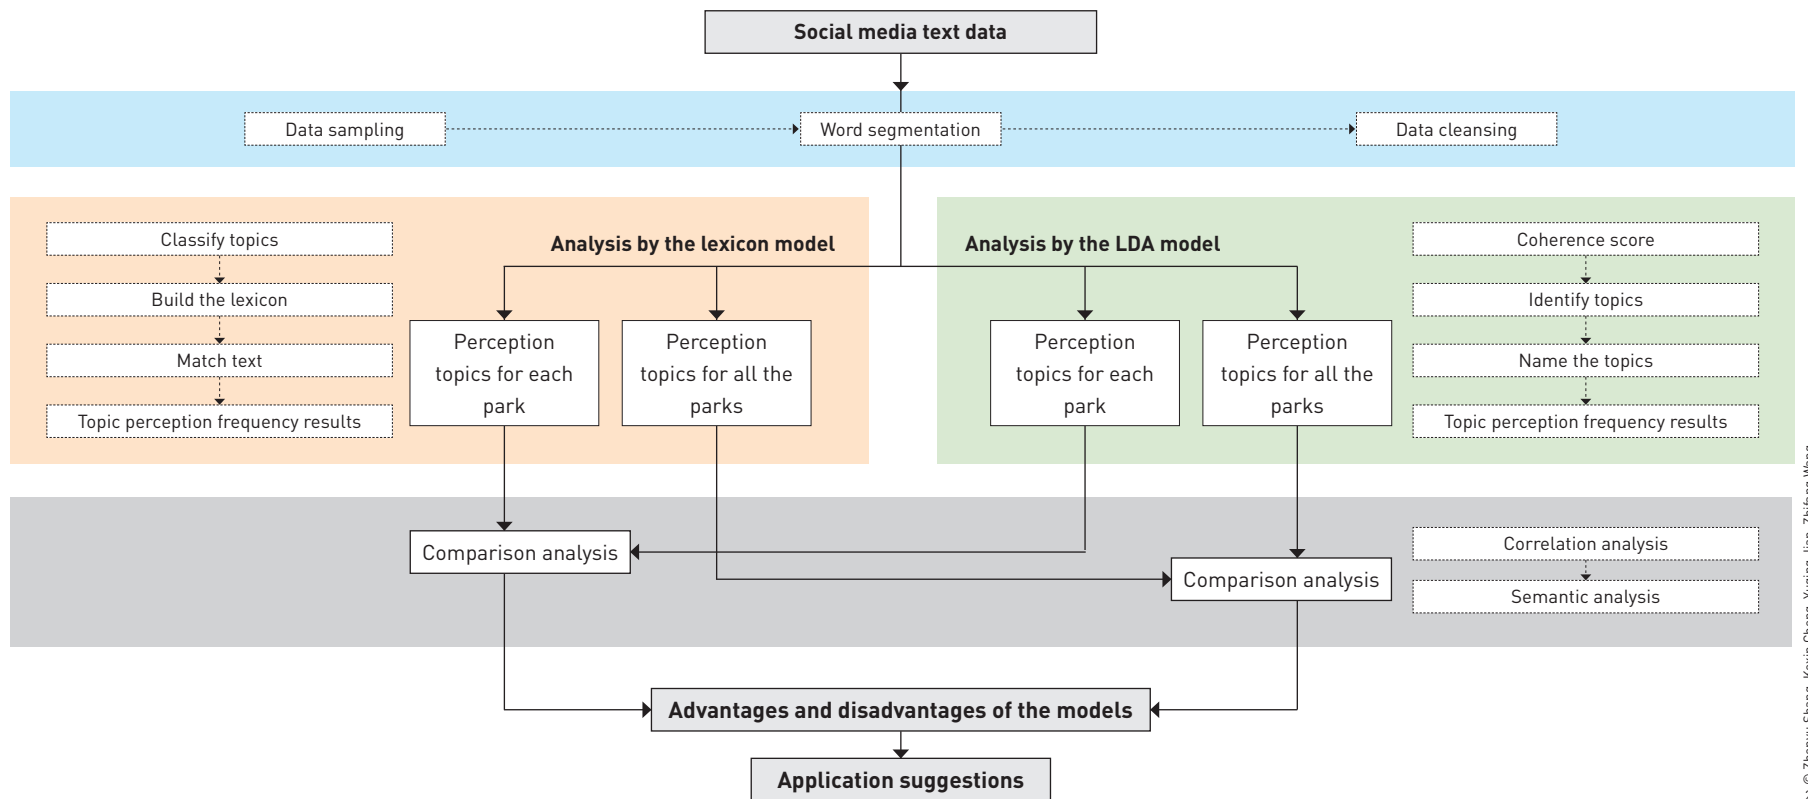 Social media text data
Data sampling
Word segmentation
Data cleansing
Classify topics
Build the lexicon
Match text
Topic perception frequency results
Analysis by the lexicon model
Perception
topics for each
park
Perception
topics for all the
parks
Analysis by the LDA model
Perception
topics for each
park
Perception
topics for all the
parks
Coherence score
Identify topics
Name the topics
Topic perception frequency results
Comparison analysis
Comparison analysis
Correlation analysis
Semantic analysis
Advantages and disadvantages of the models
Application suggestions